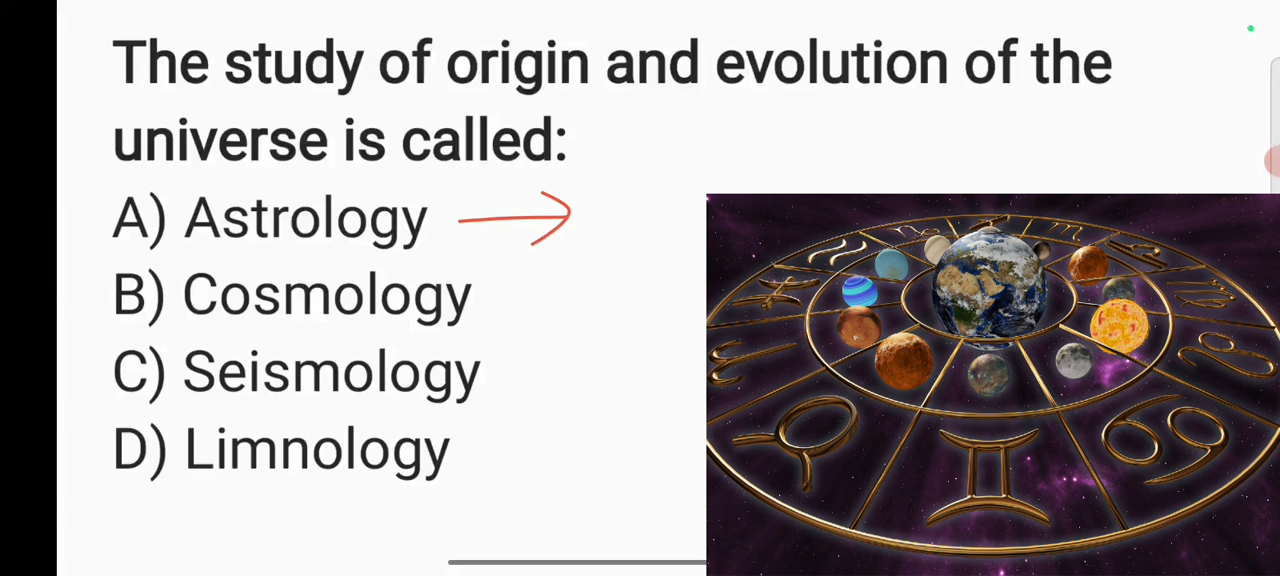 The study of origin and evolution of the
universe is called:
A) Astrology
B) Cosmology
C) Seismology
D) Limnology